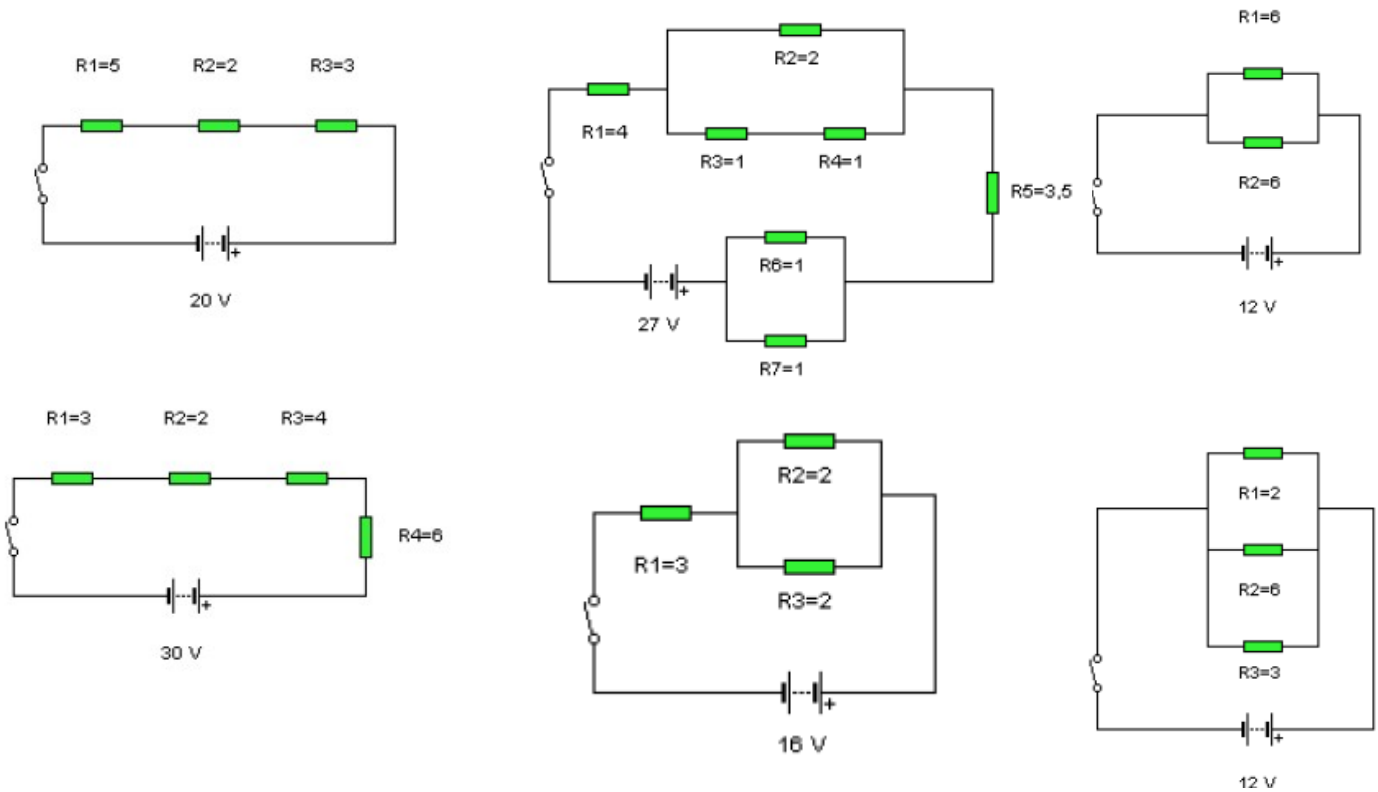 R1=5 R2=2 R3=3
20 V
R2=2
R1=4
R3=1 R4=1
R5=3,5
R6=1
27 V
R7=1
R1=6
R2=6
12 V
R1=3 R2=2 R3=4
R4=6
30 V
R2=2
R1=3
R3=2
16 V
R1=2
R2=6
R3=3
12 V